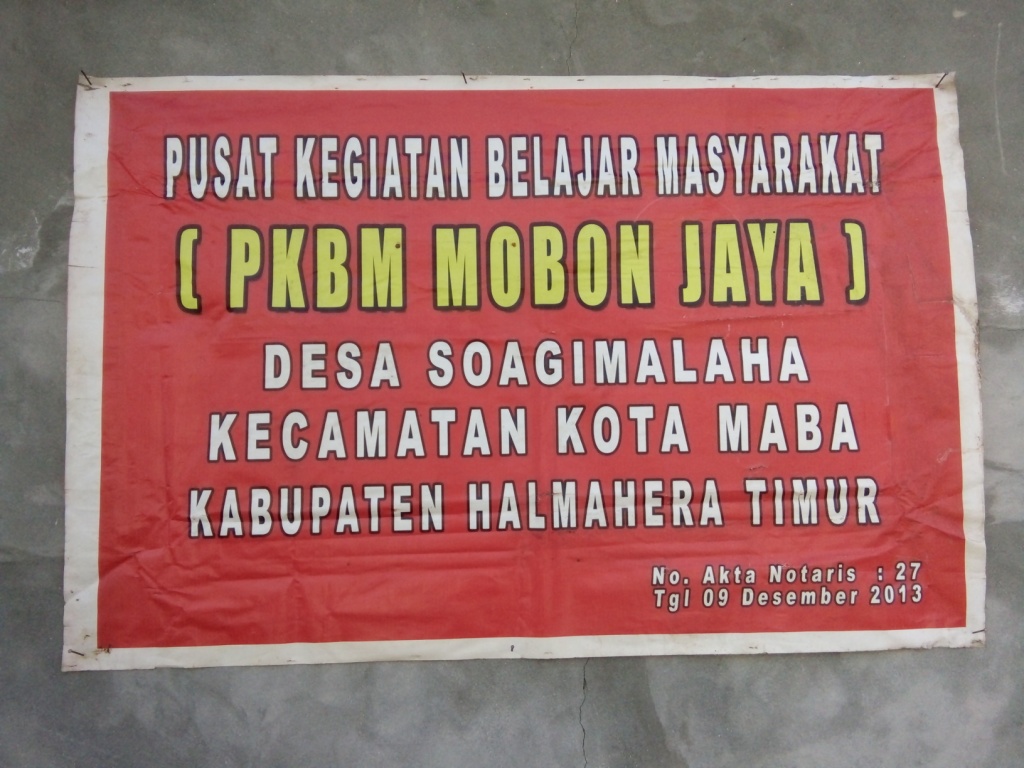 PUSAT KEGIATAN BELAJAR MASYARAKAT
( PKBM MOBON JAYA )
DESA SOAGIMALAHA
KECAMATAN KOTA MABA
KABUPATEN HALMAHERA TIMUR
No. Akta Notaris : 27
Tgl 09 Desember 2013